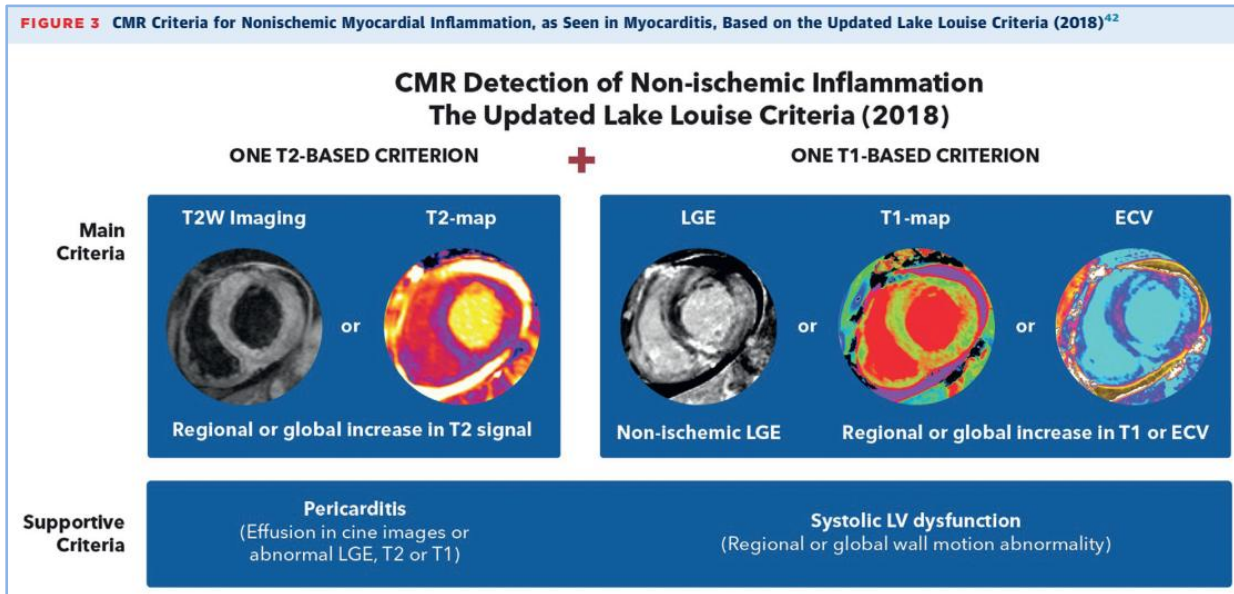 FIGURE 3 CMR Criteria for Nonischemic Myocardial Inflammation, as Seen in Myocarditis, Based on the Updated Lake Louise Criteria (2018)42
CMR Detection of Non-ischemic Inflammation
The Updated Lake Louise Criteria (2018)
ONE T2-BASED CRITERION + ONE T1-BASED CRITERION
Main
Criteria
T2W Imaging T2-map LGE T1-map ECV
or or or
Regional or global increase in T2 signal Non-ischemic LGE Regional or global increase in T1 or ECV
Supportive
Criteria
Pericarditis
(Effusion in cine images or
abnormal LGE, T2 or T1)
Systolic LV dysfunction
(Regional or global wall motion abnormality)